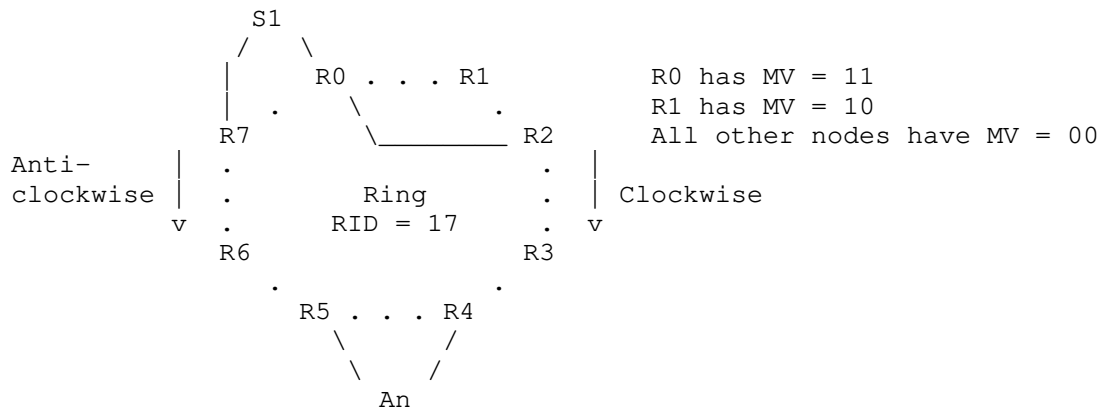 S1
R0 . . . R1 R0 has MV = 11
R1 has MV = 10
R7 R2 All other nodes have MV = 00
Anti-
clockwise Ring Clockwise
v RID = 17 v
R6 R3
R5 . . . R4
An